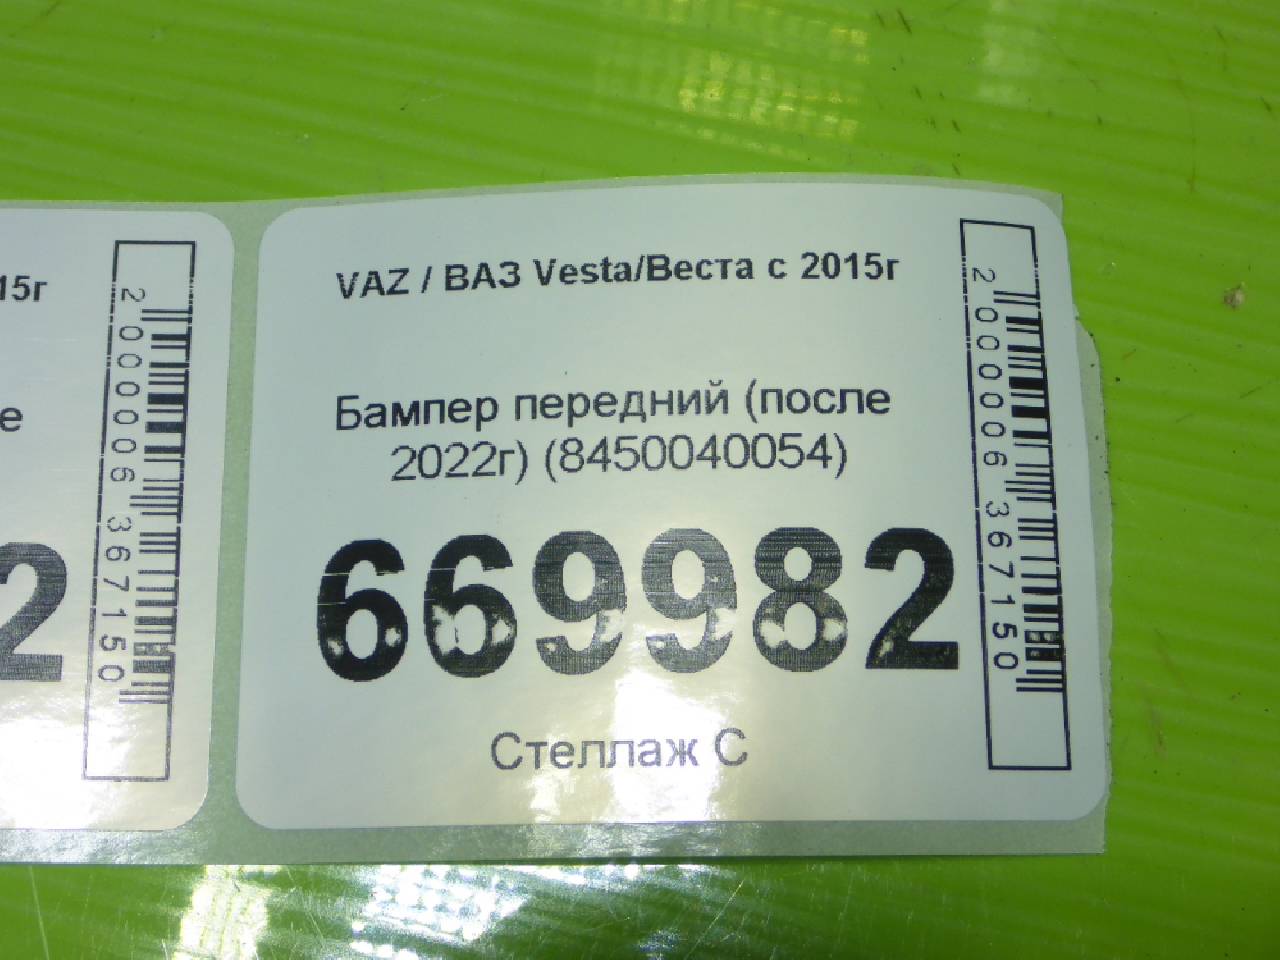 VAZ / ВАЗ Vesta/Веста с 2015г
Бампер передний (после
2022г) (8450040054)
669982
Стеллаж С
2000006367150
15г
е
2
2000006367150